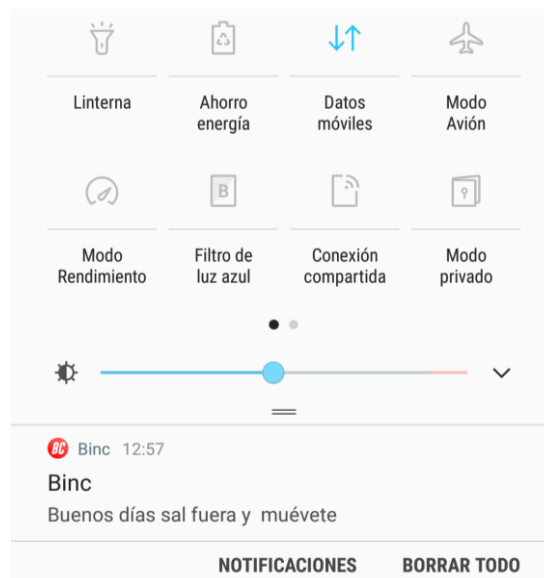 Linterna
Ahorro energía
Datos móviles
Modo Avión
Modo Rendimiento
B
Filtro de luz azul
Conexión compartida
Modo privado
BC Binc 12:57
Binc
Buenos días sal fuera y  muévete
NOTIFICACIONES BORRAR TODO